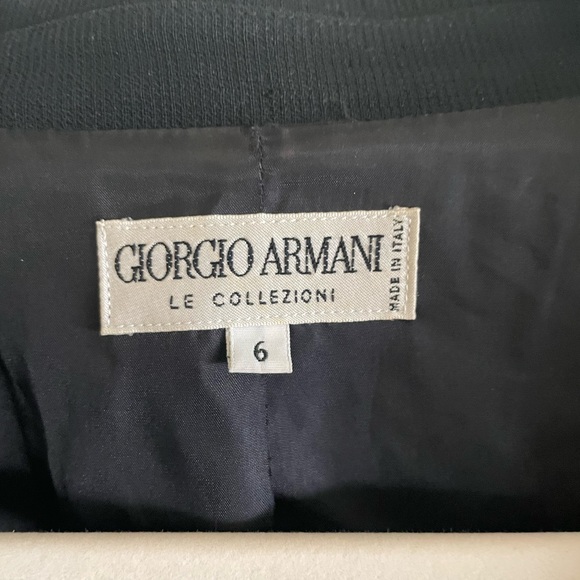 GIORGIO ARMANI
LE COLLEZIONI
MADE IN ITALY
6